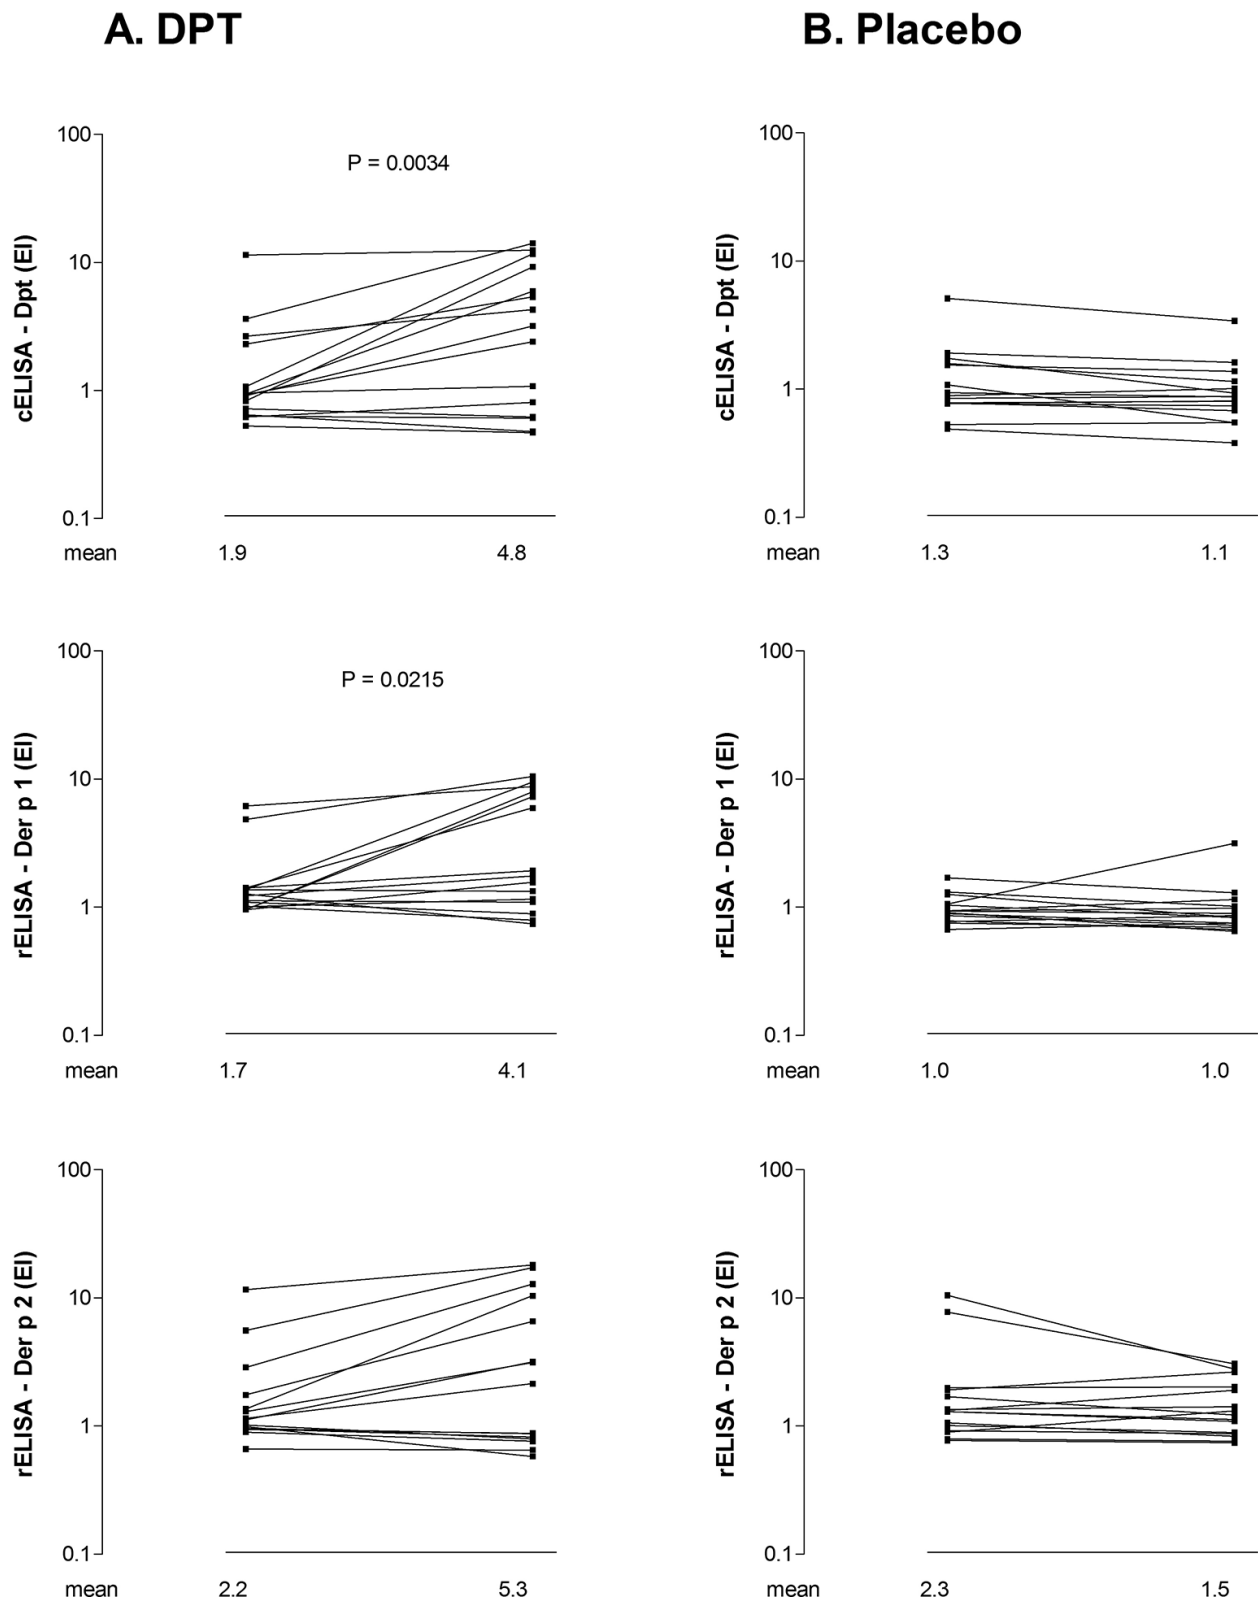 A. DPT
B. Placebo
cELISA - Dpt (EI)
100
10
1
0.1
P = 0.0034
mean 1.9 4.8
cELISA - Dpt (EI)
100
10
1
0.1
mean 1.3 1.1
rELISA - Der p 1 (EI)
100
10
1
0.1
P = 0.0215
mean 1.7 4.1
rELISA - Der p 1 (EI)
100
10
1
0.1
mean 1.0 1.0
rELISA - Der p 2 (EI)
100
10
1
0.1
mean 2.2 5.3
rELISA - Der p 2 (EI)
100
10
1
0.1
mean 2.3 1.5